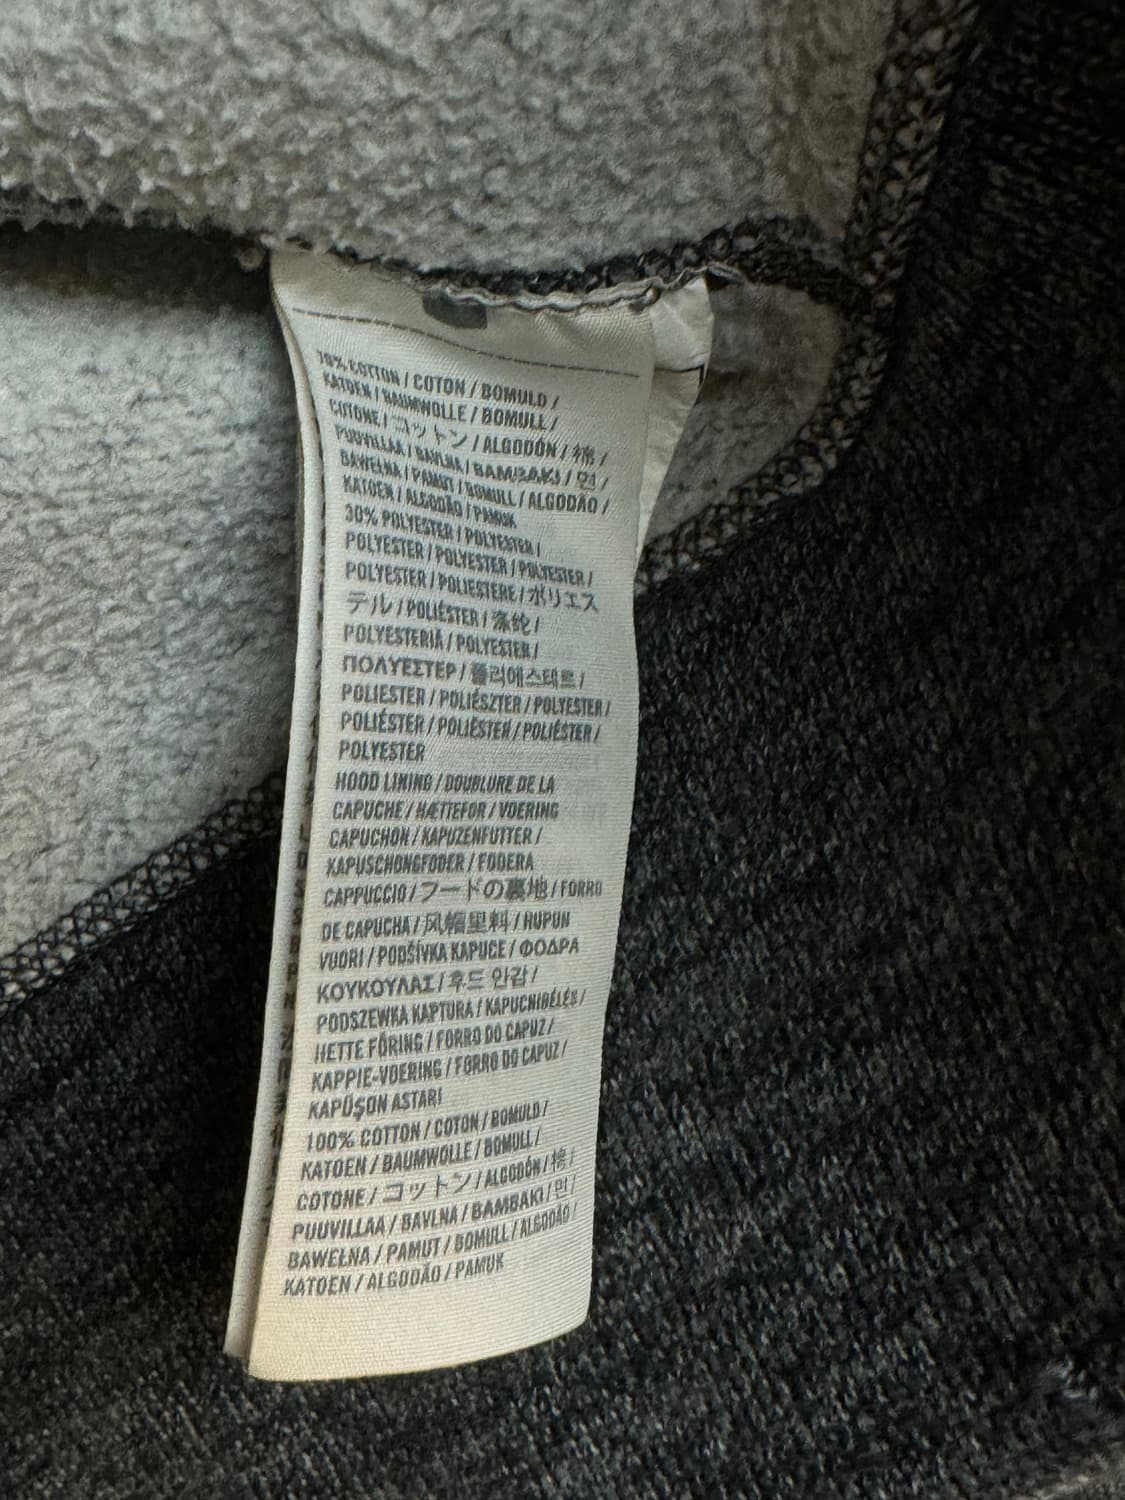 70% COTTON / COTON / BOMULD /
KATOEN / BAUMWOLLE / BOMULL /
COTONE / コットン / ALGODÓN / 棉 /
PUUVILLAA / BAVLNA / BAMBAKI / 면 /
BAWEŁNA / PAMUT / BOMULL / ALGODÃO /
KATOEN / ALGODÃO / PAMUK
30% POLYESTER / POLYESTER /
POLYESTER / POLYESTER / POLYESTER /
POLYESTER / POLIESTERE / ポリエス
テル / POLIÉSTER / 涤纶 /
POLYESTERIÄ / POLYESTER /
ΠΟΛΥΕΣΤΕΡ / 폴리에스테르 /
POLIESTER / POLIÉSZTER / POLYESTER /
POLIÉSTER / POLIËSTER / POLIÉSTER /
POLYESTER
HOOD LINING / DOUBLURE DE LA
CAPUCHE / HÆTTEFOR / VOERING
CAPUCHON / KAPUZENFUTTER /
KAPUSCHONGFODER / FODERA
CAPPUCCIO / フードの裏地 / FORRO
DE CAPUCHA / 风帽里料 / HUPUN
VUORI / PODŠÍVKA KAPUCE / ΦΟΔΡΑ
ΚΟΥΚΟΥΛΑΣ / 후드 안감 /
PODSZEWKA KAPTURA / KAPUCHIBÉLÉS /
HETTE FÔRING / FORRO DO CAPUZ /
KAPPIE-VOERING / FORRO DO CAPUZ /
KAPÜŞON ASTARI
100% COTTON / COTON / BOMULD /
KATOEN / BAUMWOLLE / BOMULL /
COTONE / コットン / ALGODÓN / 棉 /
PUUVILLAA / BAVLNA / BAMBAKI / 면 /
BAWEŁNA / PAMUT / BOMULL / ALGODÃO /
KATOEN / ALGODÃO / PAMUK